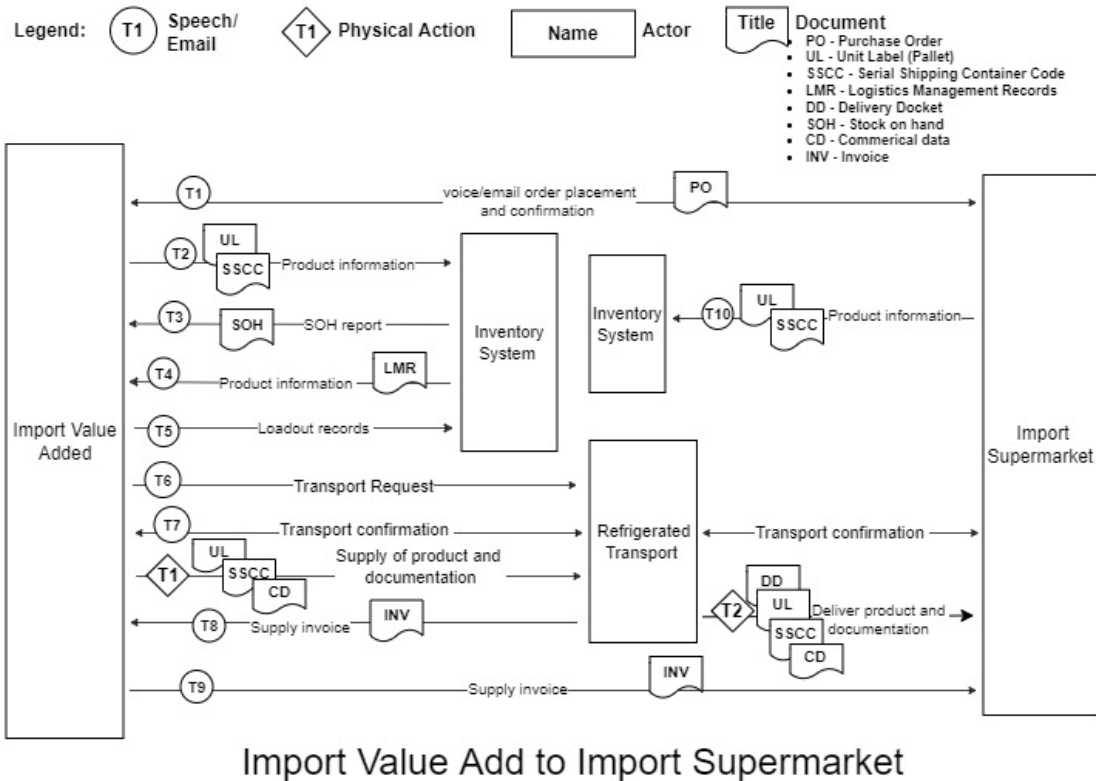 Legend:
T1
Speech/
Email
T1
Physical Action
Name
Actor
Title
Document
• PO - Purchase Order
• UL - Unit Label (Pallet)
• SSCC - Serial Shipping Container Code
• LMR - Logistics Management Records
• DD - Delivery Docket
• SOH - Stock on hand
• CD - Commerical data
• INV - Invoice
Import Value
Added
T1
voice/email order placement
and confirmation
PO
T2
UL
SSCC
Product information
T3
SOH
SOH report
T4
Product information
LMR
T5
Loadout records
Inventory
System
Inventory
System
T10
UL
SSCC
Product information
Import
Supermarket
T6
Transport Request
T7
Transport confirmation
Refrigerated
Transport
Transport confirmation
T1
UL
SSCC
CD
Supply of product and
documentation
T2
DD
UL
SSCC
CD
Deliver product and
documentation
T8
Supply invoice
INV
T9
Supply invoice
INV
Import Value Add to Import Supermarket